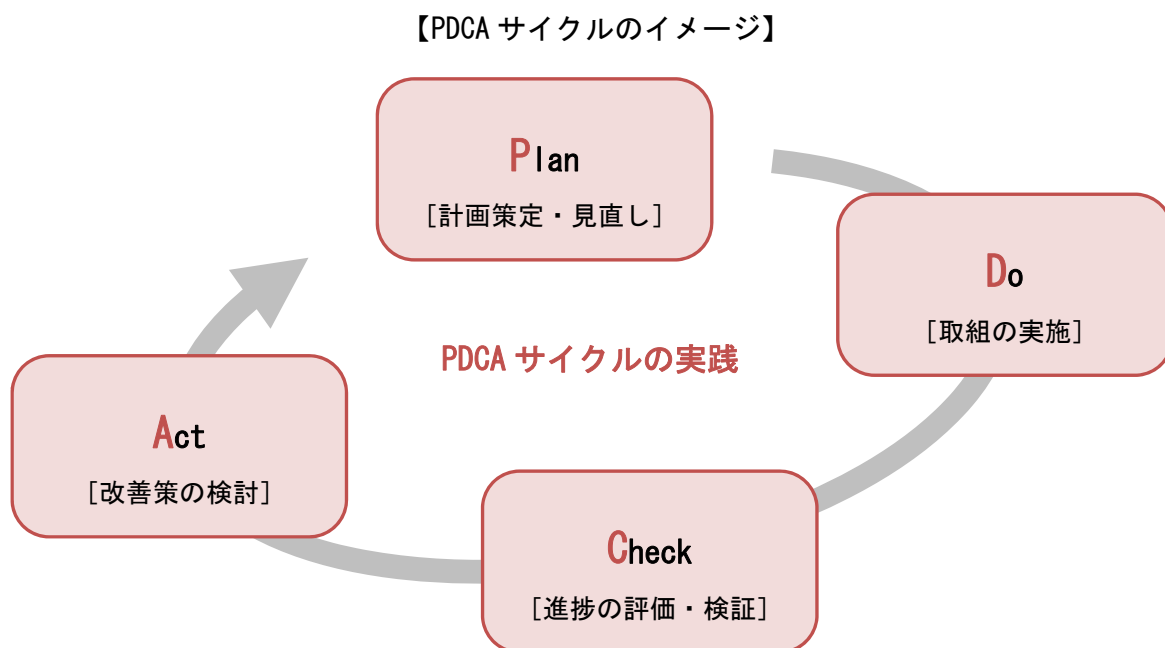 【PDCA サイクルのイメージ】
Plan
[計画策定・見直し]
Do
[取組の実施]
PDCA サイクルの実践
Act
[改善策の検討]
Check
[進捗の評価・検証]